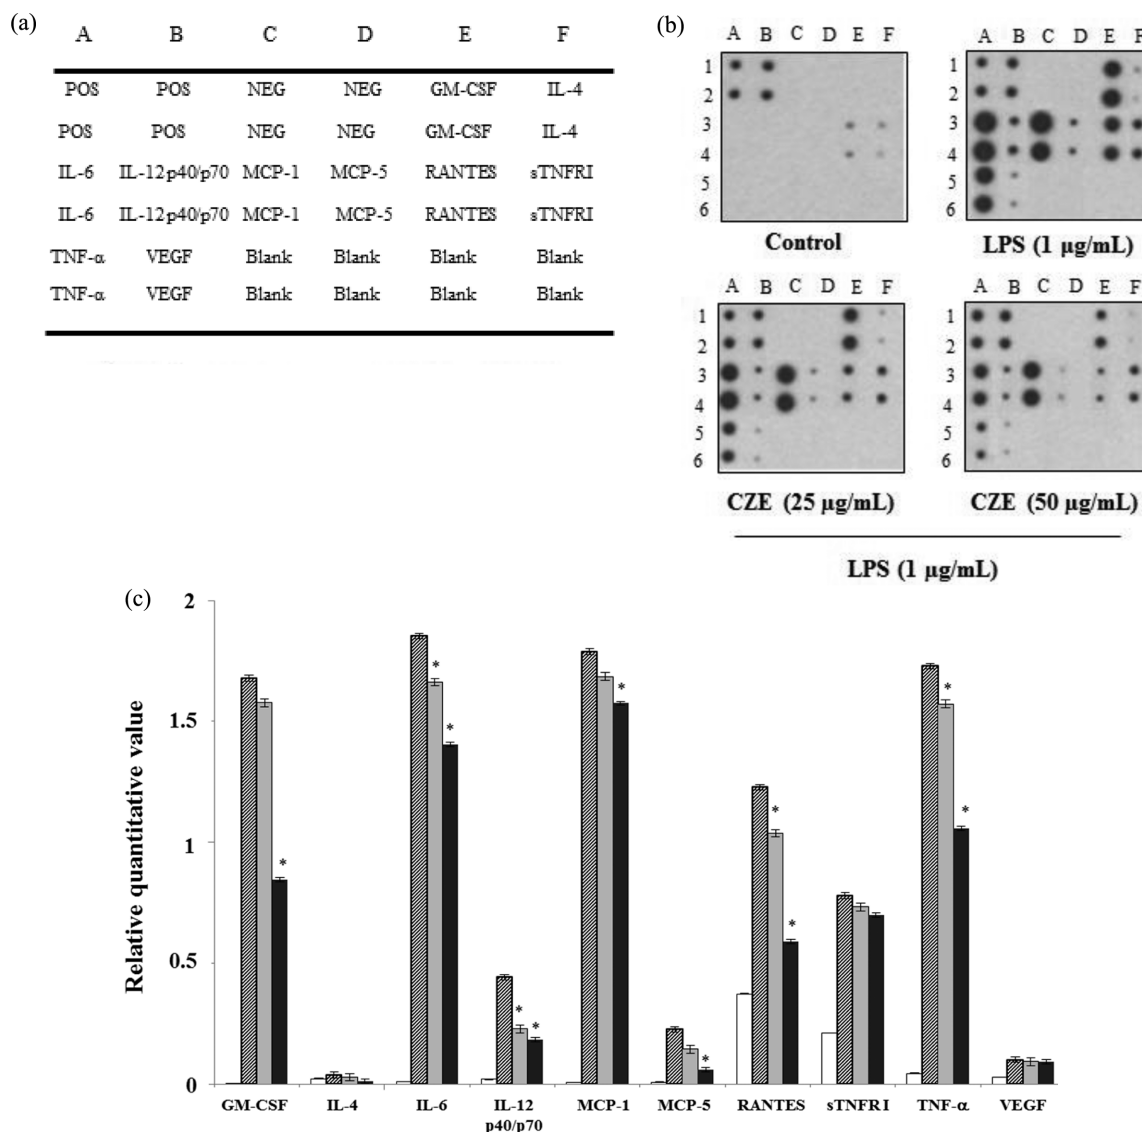 (a)
A B C D E F
POS POS NEG NEG GM-CSF IL-4
POS POS NEG NEG GM-CSF IL-4
IL-6 IL-12p40/p70 MCP-1 MCP-5 RANTES sTNFRI
IL-6 IL-12p40/p70 MCP-1 MCP-5 RANTES sTNFRI
TNF-α VEGF Blank Blank Blank Blank
TNF-α VEGF Blank Blank Blank Blank
(b)
A B C D E F
1
2
3
4
5
6
Control
A B C D E F
1
2
3
4
5
6
LPS (1 µg/mL)
A B C D E F
1
2
3
4
5
6
CZE (25 µg/mL)
A B C D E F
1
2
3
4
5
6
CZE (50 µg/mL)
LPS (1 µg/mL)
(c)
Relative quantitative value
2
1.5
1
0.5
0
* * * * * * * * * * * *
GM-CSF IL-4 IL-6 IL-12 MCP-1 MCP-5 RANTES sTNFRI TNF-α VEGF
p40/p70